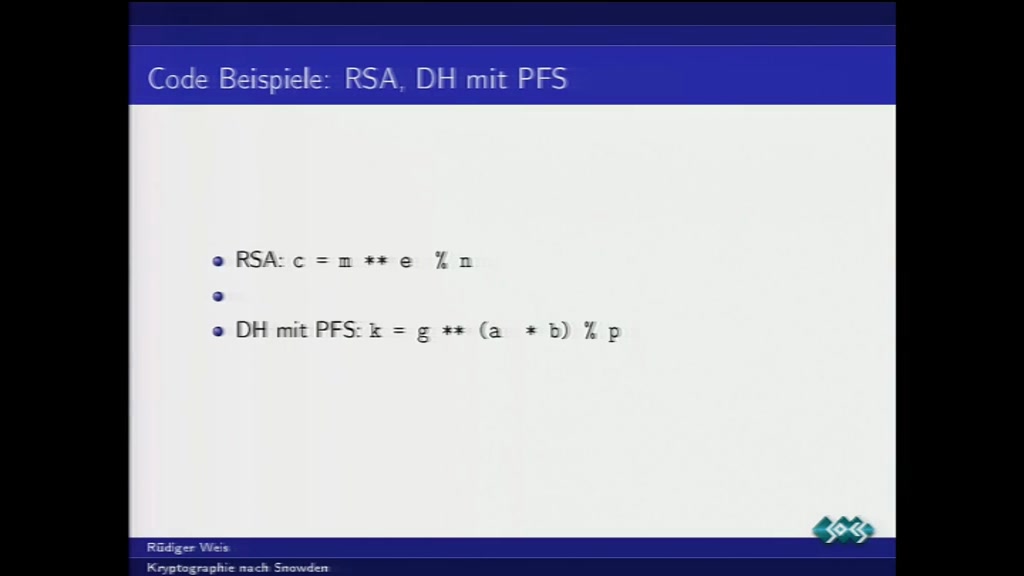 Code Beispiele: RSA, DH mit PFS
RSA: c = m ** e % n
DH mit PFS: k = g ** (a * b) % p
Rüdiger Weis
Kryptographie nach Snowden